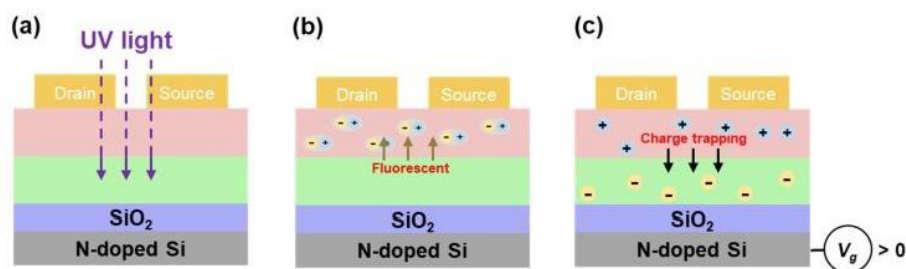 (a)
UV light
Drain
Source
SiO₂
N-doped Si
(b)
Drain
Source
- + - + - + - + - + - +
Fluorescent
SiO₂
N-doped Si
(c)
Drain
Source
+ + + + + +
Charge trapping
- - - - - -
SiO₂
N-doped Si
V_g > 0